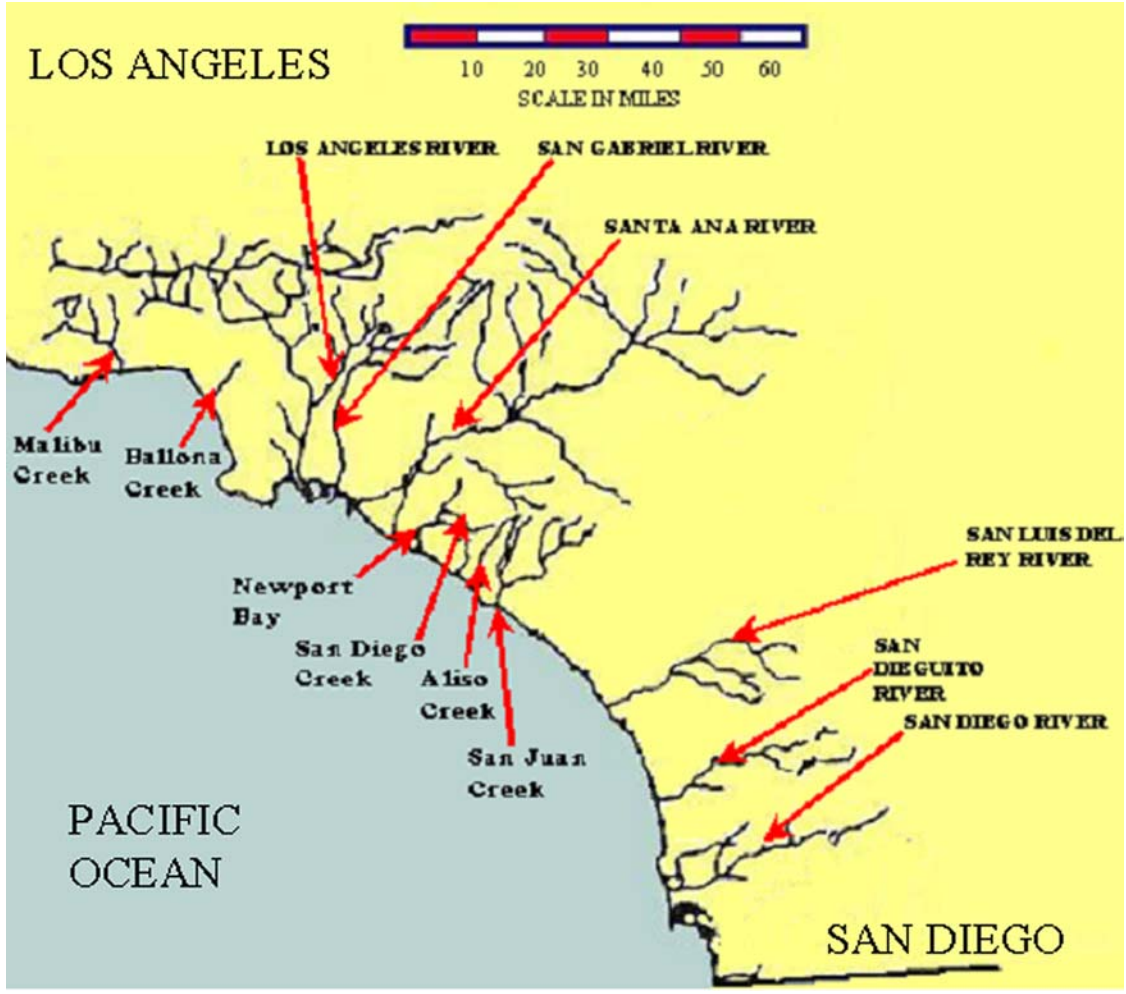 LOS ANGELES
10 20 30 40 50 60
SCALE IN MILES
LOS ANGELES RIVER
SAN GABRIEL RIVER
SANTA ANA RIVER
Malibu
Creek
Ballona
Creek
Newport
Bay
San Diego
Creek
Aliso
Creek
San Juan
Creek
SAN LUIS DEL
REY RIVER
SAN
DIEGUITO
RIVER
SAN DIEGO RIVER
PACIFIC
OCEAN
SAN DIEGO